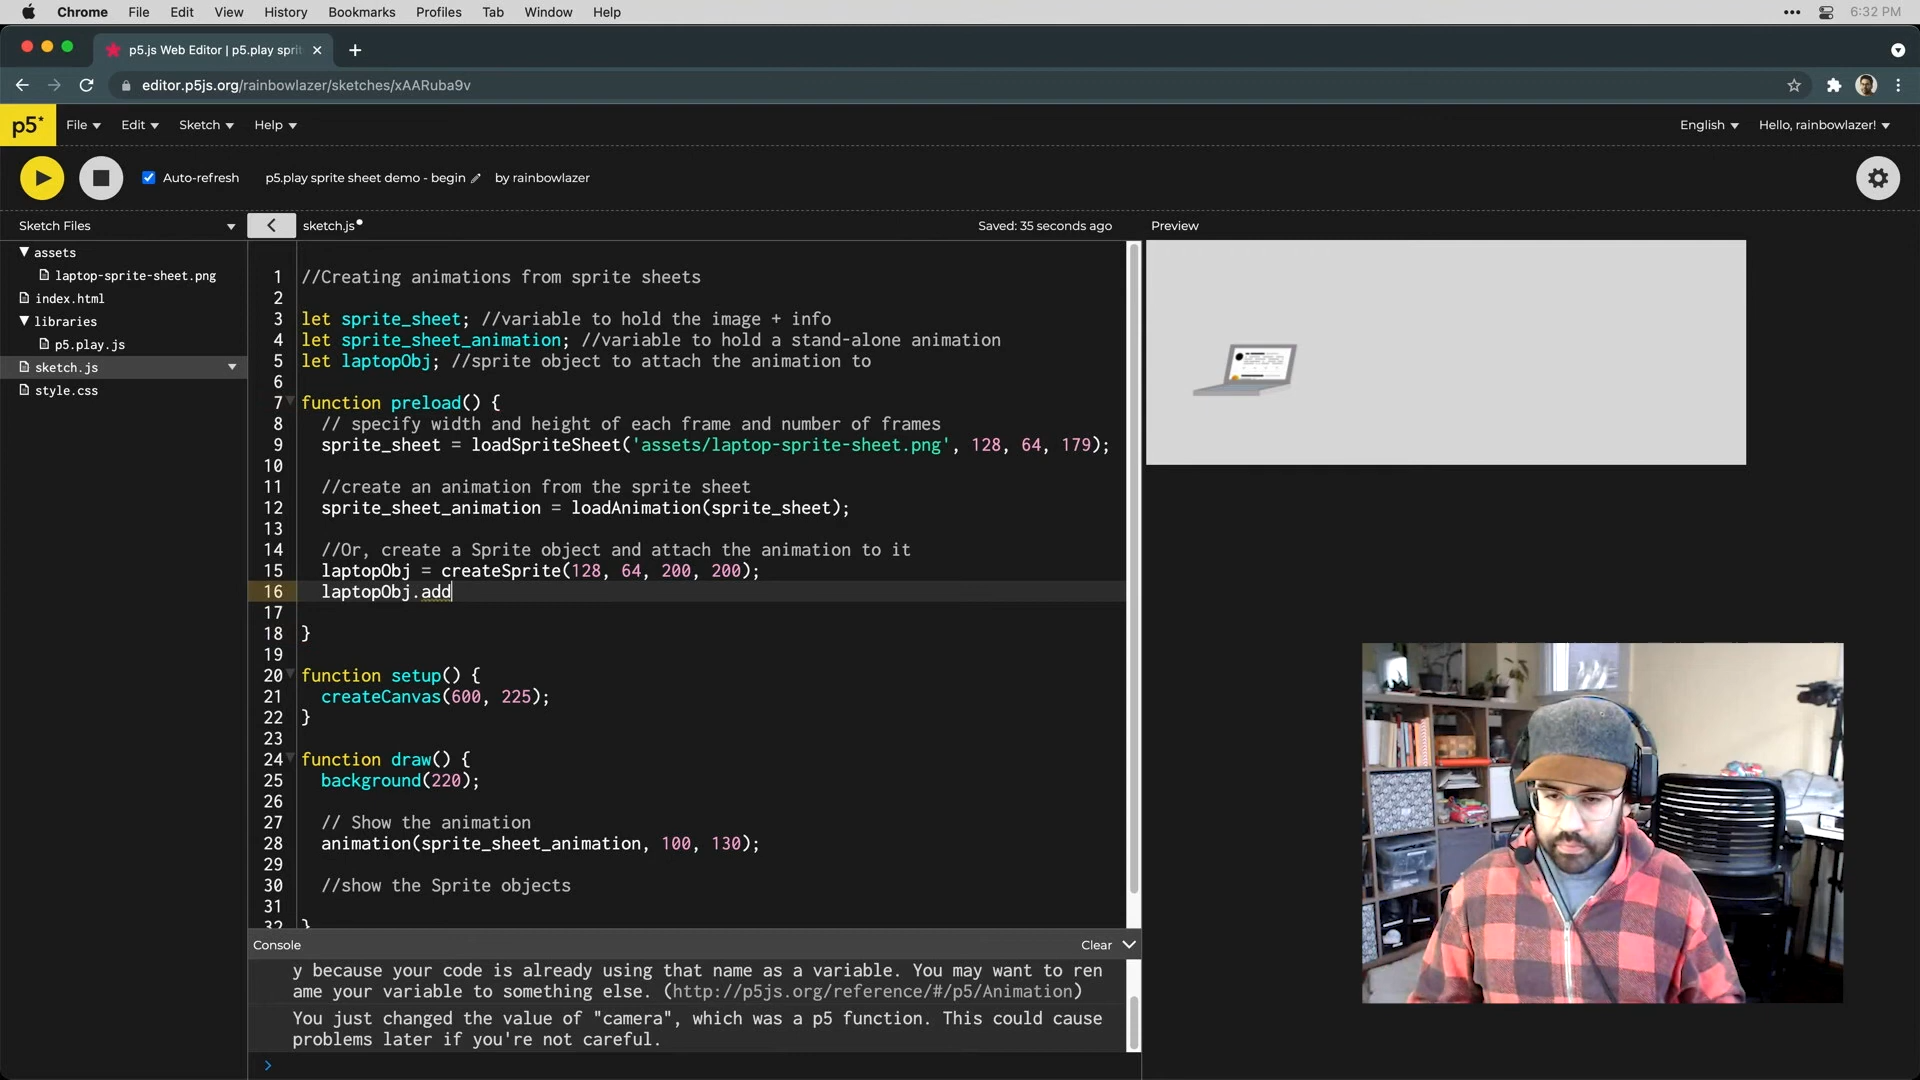 Chrome File Edit View History Bookmarks Profiles Tab Window Help 6:32 PM
p5.js Web Editor | p5.play sprit
editor.p5js.org/rainbowlazer/sketches/xAARuba9v
p5* File Edit Sketch Help English Hello, rainbowlazer!
Auto-refresh p5.play sprite sheet demo - begin by rainbowlazer
Sketch Files sketch.js Saved: 35 seconds ago Preview
assets
laptop-sprite-sheet.png
index.html
libraries
p5.play.js
sketch.js
style.css
1 //Creating animations from sprite sheets
2
3 let sprite_sheet; //variable to hold the image + info
4 let sprite_sheet_animation; //variable to hold a stand-alone animation
5 let laptopObj; //sprite object to attach the animation to
6
7 function preload() {
8 // specify width and height of each frame and number of frames
9 sprite_sheet = loadSpriteSheet('assets/laptop-sprite-sheet.png', 128, 64, 179);
10
11 //create an animation from the sprite sheet
12 sprite_sheet_animation = loadAnimation(sprite_sheet);
13
14 //Or, create a Sprite object and attach the animation to it
15 laptopObj = createSprite(128, 64, 200, 200);
16 laptopObj.add
17
18 }
19
20 function setup() {
21 createCanvas(600, 225);
22 }
23
24 function draw() {
25 background(220);
26
27 // Show the animation
28 animation(sprite_sheet_animation, 100, 130);
29
30 //show the Sprite objects
31
32 }
Console Clear
y because your code is already using that name as a variable. You may want to ren
ame your variable to something else. (http://p5js.org/reference/#/p5/Animation)
You just changed the value of "camera", which was a p5 function. This could cause
problems later if you're not careful.
>